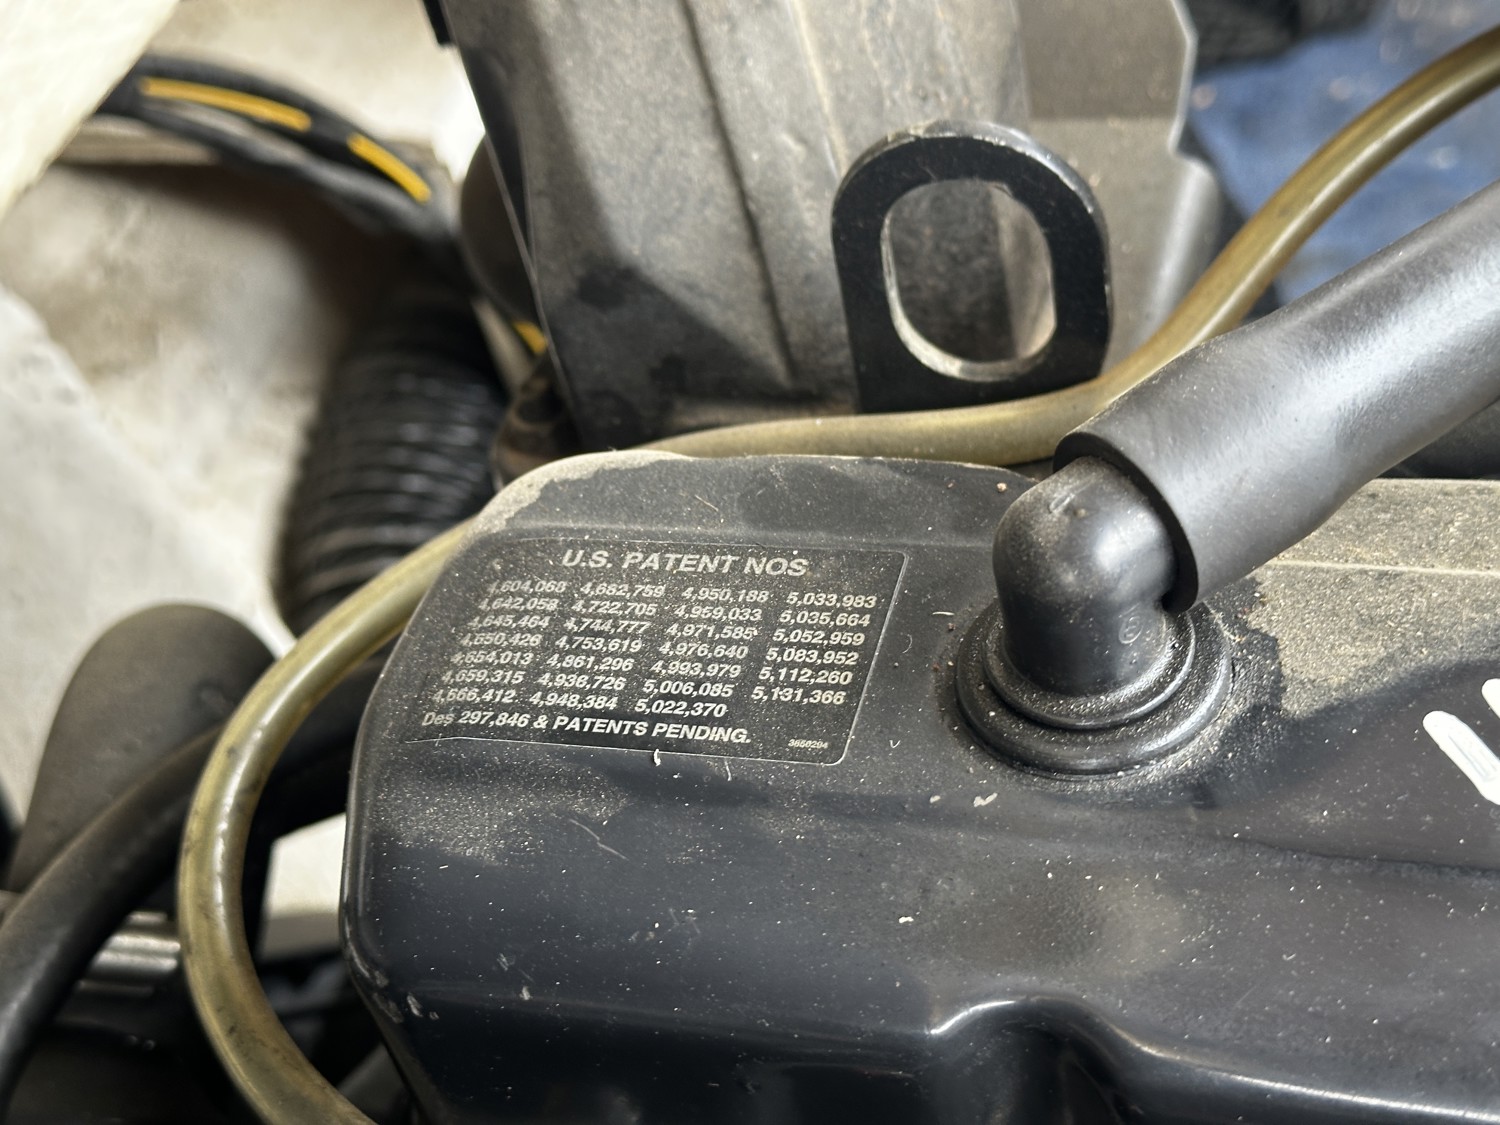 U.S. PATENT NOS
4,604,068 4,662,759 4,950,188 5,033,983
4,642,058 4,722,705 4,959,033 5,035,664
4,645,464 4,744,777 4,971,585 5,052,959
4,650,426 4,753,619 4,976,640 5,083,952
4,654,013 4,861,296 4,993,979 5,112,260
4,659,315 4,938,726 5,006,085 5,131,366
4,666,412 4,948,384 5,022,370
Des 297,846 & PATENTS PENDING.
3650294